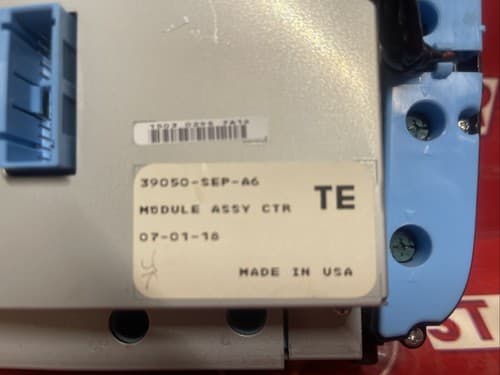 39050-SEP-A6
TE
MODULE ASSY CTR
07-01-18
MADE IN USA